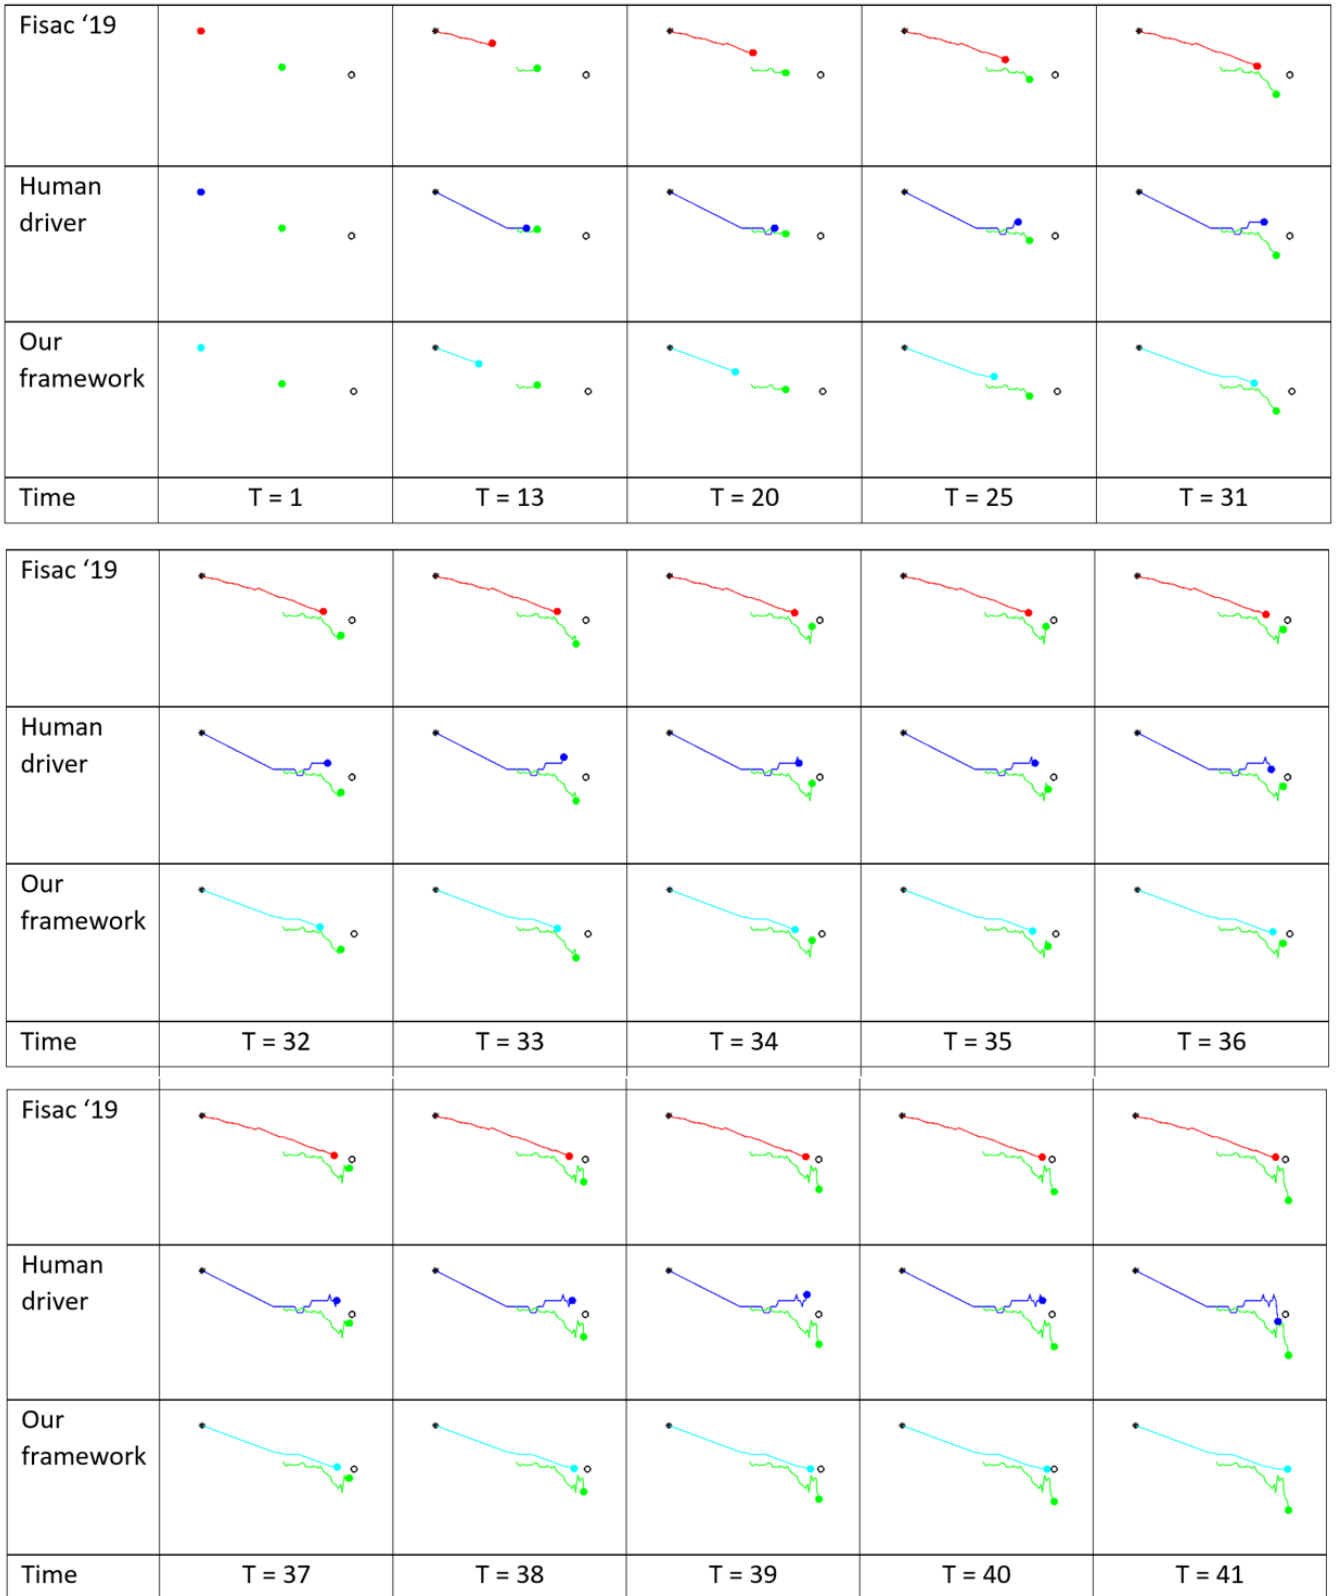 Fisac ‘19
Human
driver
Our
framework
Time T = 1 T = 13 T = 20 T = 25 T = 31
Fisac ‘19
Human
driver
Our
framework
Time T = 32 T = 33 T = 34 T = 35 T = 36
Fisac ‘19
Human
driver
Our
framework
Time T = 37 T = 38 T = 39 T = 40 T = 41